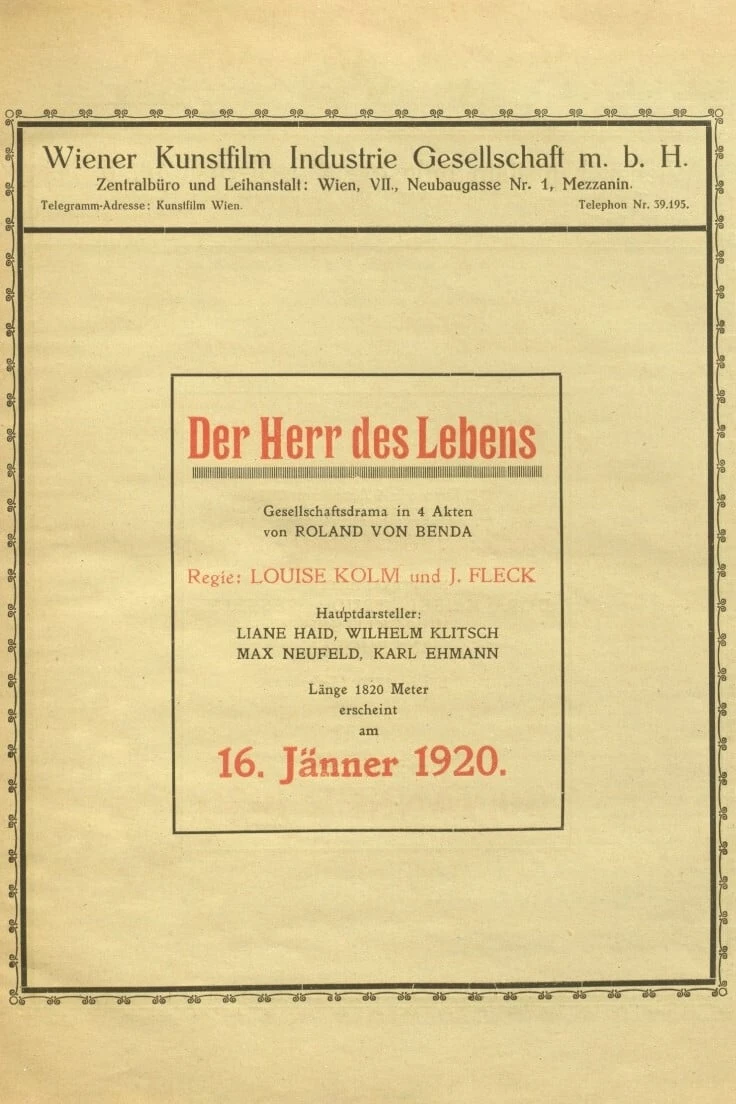 Wiener Kunstfilm Industrie Gesellschaft m. b. H.
Zentralbüro und Leihanstalt: Wien, VII., Neubaugasse Nr. 1, Mezzanin.
Telegramm-Adresse: Kunstfilm Wien. Telephon Nr. 39.195.
Der Herr des Lebens
Gesellschaftsdrama in 4 Akten
von ROLAND VON BENDA
Regie: LOUISE KOLM und J. FLECK
Hauptdarsteller:
LIANE HAID, WILHELM KLITSCH
MAX NEUFELD, KARL EHMANN
Länge 1820 Meter
erscheint
am
16. Jänner 1920.